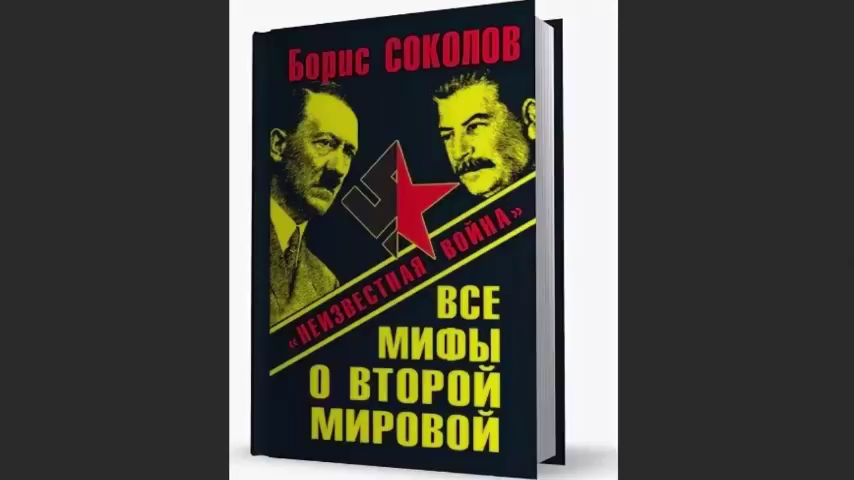 Борис СОКОЛОВ
«НЕИЗВЕСТНАЯ ВОЙНА»
ВСЕ
МИФЫ
О ВТОРОЙ
МИРОВОЙ